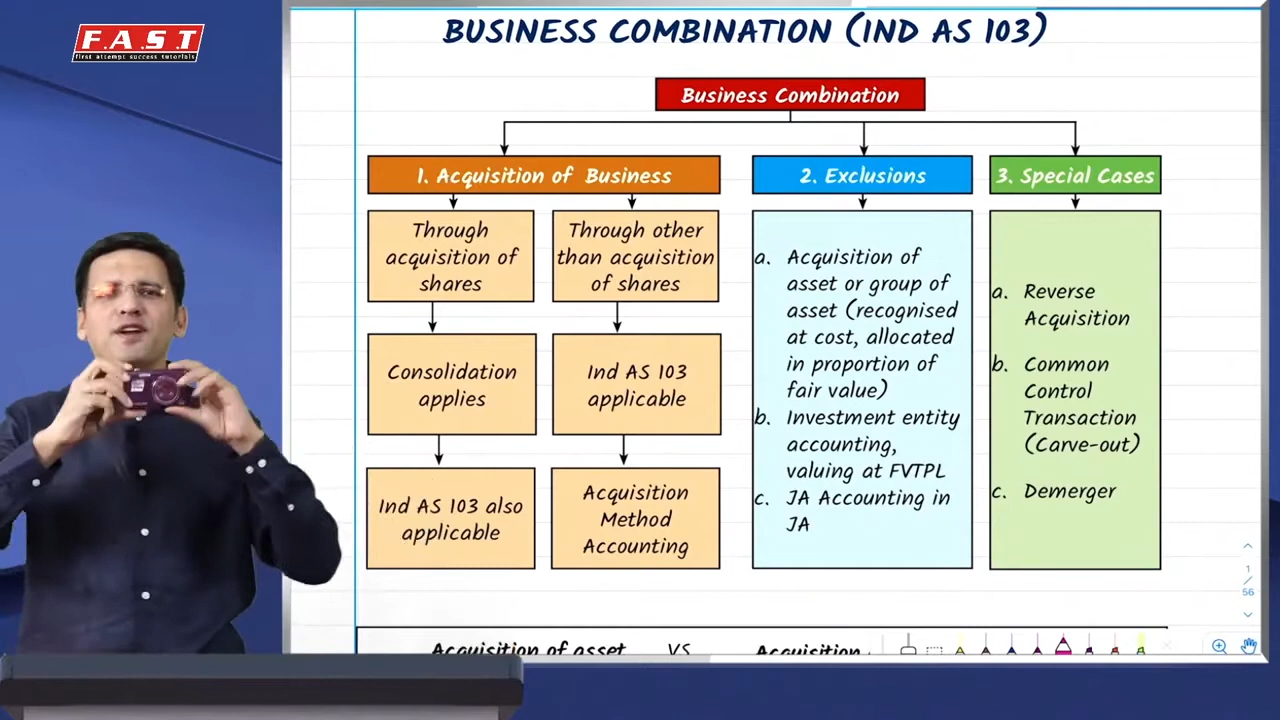 F.A.S.T
first attempt success tutorials
BUSINESS COMBINATION (IND AS 103)
Business Combination
1. Acquisition of Business
Through
acquisition of
shares
Consolidation
applies
Ind AS 103 also
applicable
Through other
than acquisition
of shares
Ind AS 103
applicable
Acquisition
Method
Accounting
2. Exclusions
a. Acquisition of
asset or group of
asset (recognised
at cost, allocated
in proportion of
fair value)
b. Investment entity
accounting,
valuing at FVTPL
c. JA Accounting in
JA
3. Special Cases
a. Reverse
Acquisition
b. Common
Control
Transaction
(Carve-out)
c. Demerger
1
/
56
Acquisition of asset VS Acquisition